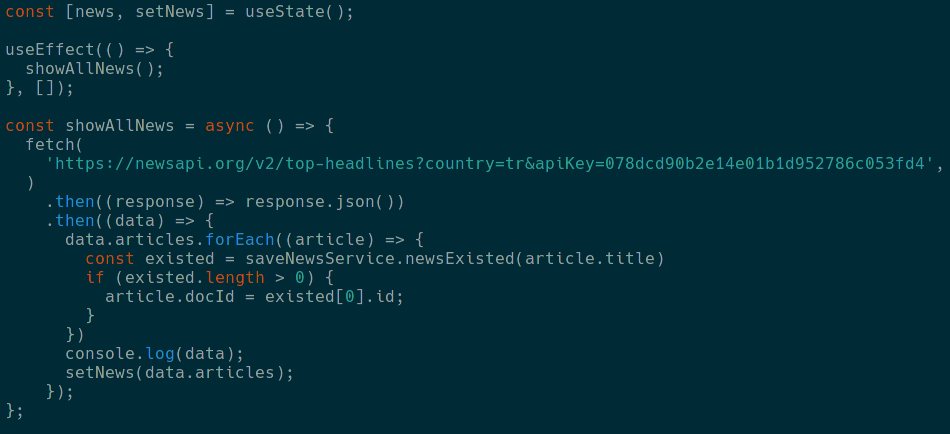 const [news, setNews] = useState();

useEffect(() => {
  showAllNews();
}, []);

const showAllNews = async () => {
  fetch(
    'https://newsapi.org/v2/top-headlines?country=tr&apiKey=078dcd90b2e14e01b1d952786c053fd4',
  )
    .then((response) => response.json())
    .then((data) => {
      data.articles.forEach((article) => {
        const existed = saveNewsService.newsExisted(article.title)
        if (existed.length > 0) {
          article.docId = existed[0].id;
        }
      })
      console.log(data);
      setNews(data.articles);
    });
};